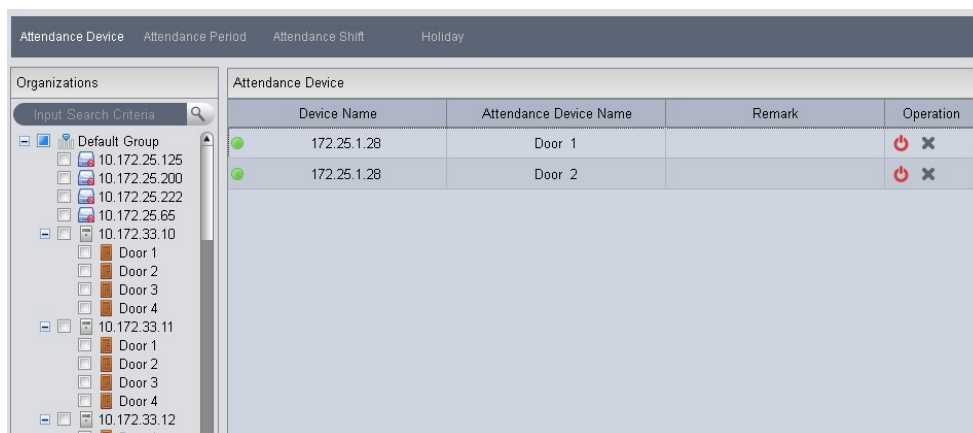 Attendance Device Attendance Period Attendance Shift Holiday
Organizations
Input Search Criteria
Default Group
10.172.25.125
10.172.25.200
10.172.25.222
10.172.25.65
10.172.33.10
Door 1
Door 2
Door 3
Door 4
10.172.33.11
Door 1
Door 2
Door 3
Door 4
10.172.33.12
Attendance Device
Device Name Attendance Device Name Remark Operation
172.25.1.28 Door 1
172.25.1.28 Door 2